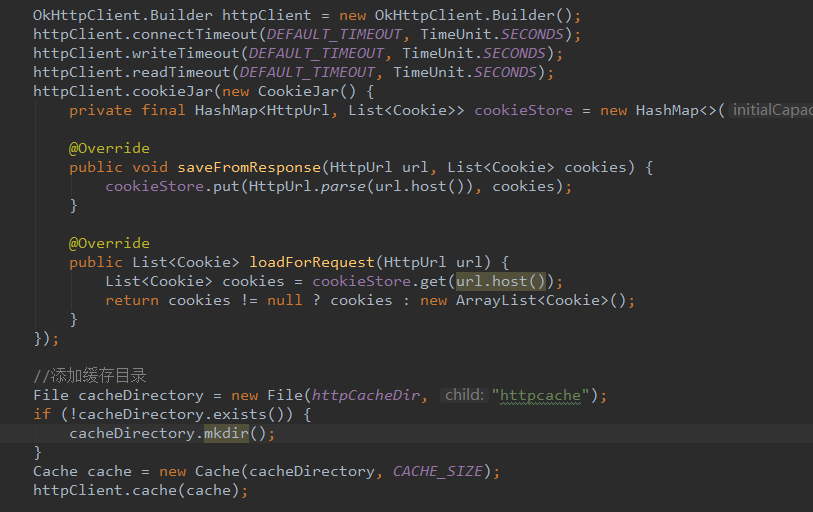 OkHttpClient.Builder httpClient = new OkHttpClient.Builder();
httpClient.connectTimeout(DEFAULT_TIMEOUT, TimeUnit.SECONDS);
httpClient.writeTimeout(DEFAULT_TIMEOUT, TimeUnit.SECONDS);
httpClient.readTimeout(DEFAULT_TIMEOUT, TimeUnit.SECONDS);
httpClient.cookieJar(new CookieJar() {
    private final HashMap<HttpUrl, List<Cookie>> cookieStore = new HashMap<>( initialCapac

    @Override
    public void saveFromResponse(HttpUrl url, List<Cookie> cookies) {
        cookieStore.put(HttpUrl.parse(url.host()), cookies);
    }

    @Override
    public List<Cookie> loadForRequest(HttpUrl url) {
        List<Cookie> cookies = cookieStore.get(url.host());
        return cookies != null ? cookies : new ArrayList<Cookie>();
    }
});

//添加缓存目录
File cacheDirectory = new File(httpCacheDir, child: "httpcache");
if (!cacheDirectory.exists()) {
    cacheDirectory.mkdir();
}
Cache cache = new Cache(cacheDirectory, CACHE_SIZE);
httpClient.cache(cache);